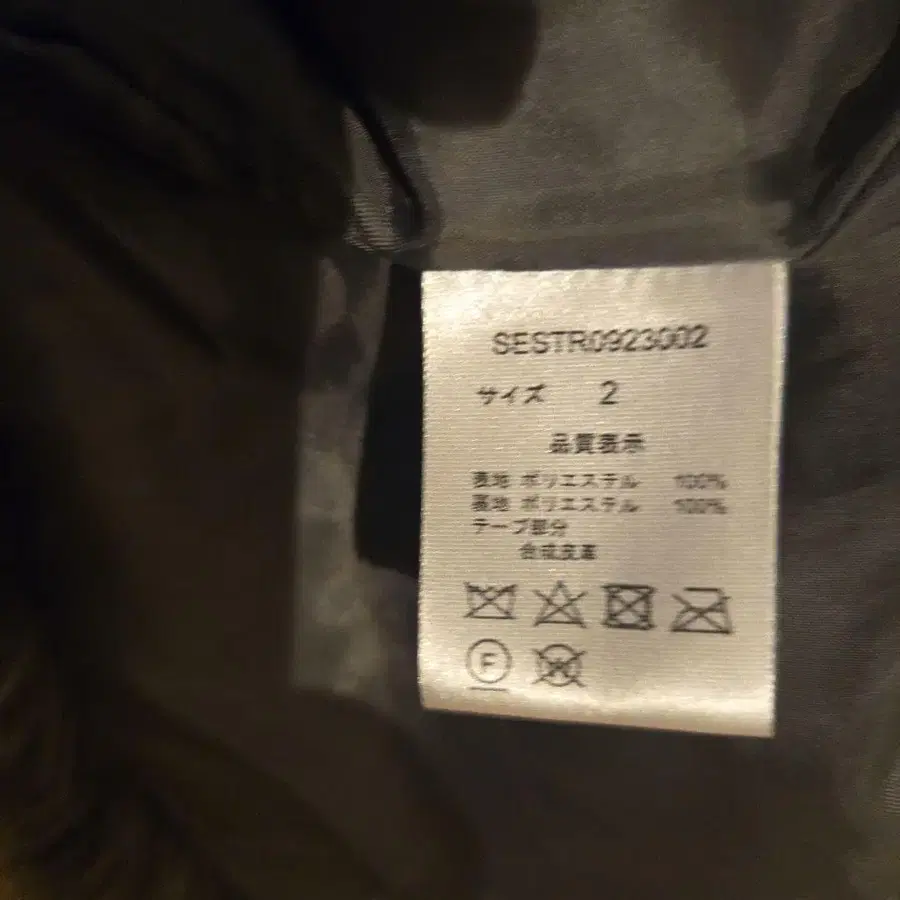 SESTR0923002
サイズ 2
品質表示
表地 ポリエステル 100%
裏地 ポリエステル 100%
テープ部分
合成皮革
F
W